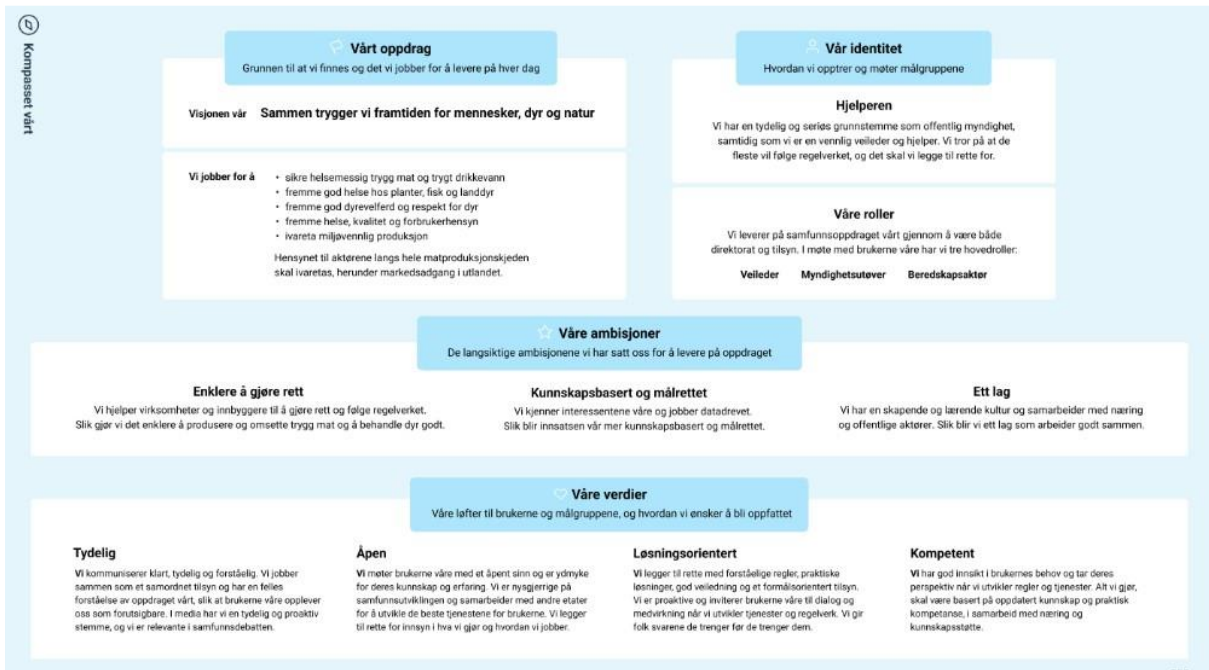 Kompasset vårt
Vårt oppdrag
Grunnen til at vi finnes og det vi jobber for å levere på hver dag
Visjonen vår Sammen trygger vi framtiden for mennesker, dyr og natur
Vi jobber for å
• sikre helsemessig trygg mat og trygt drikkevann
• fremme god helse hos planter, fisk og landdyr
• fremme god dyrevelferd og respekt for dyr
• fremme helse, kvalitet og forbrukerhensyn
• ivareta miljøvennlig produksjon
Hensynet til aktørene langs hele matproduksjonskjeden
skal ivaretas, herunder markedsadgang i utlandet.
Vår identitet
Hvordan vi opptrer og møter målgruppene
Hjelperen
Vi har en tydelig og seriøs grunnstemme som offentlig myndighet,
samtidig som vi er en vennlig veileder og hjelper. Vi tror på at de
fleste vil følge regelverket, og det skal vi legge til rette for.
Våre roller
Vi leverer på samfunnsoppdraget vårt gjennom å være både
direktorat og tilsyn. I møte med brukerne våre har vi tre hovedroller:
Veileder Myndighetsutøver Beredskapsaktør
Våre ambisjoner
De langsiktige ambisjonene vi har satt oss for å levere på oppdraget
Enklere å gjøre rett
Vi hjelper virksomheter og innbyggere til å gjøre rett og følge regelverket.
Slik gjør vi det enklere å produsere og omsette trygg mat og å behandle dyr godt.
Kunnskapsbasert og målrettet
Vi kjenner interessentene våre og jobber datadrevet.
Slik blir innsatsen vår mer kunnskapsbasert og målrettet.
Ett lag
Vi har en skapende og lærende kultur og samarbeider med næring
og offentlige aktører. Slik blir vi ett lag som arbeider godt sammen.
Våre verdier
Våre løfter til brukerne og målgruppene, og hvordan vi ønsker å bli oppfattet
Tydelig
Vi kommuniserer klart, tydelig og forståelig. Vi jobber
sammen som et samordnet tilsyn og har en felles
forståelse av oppdraget vårt, slik at brukerne våre opplever
oss som forutsigbare. I media har vi en tydelig og proaktiv
stemme, og vi er relevante i samfunnsdebatten.
Åpen
Vi møter brukerne våre med et åpent sinn og er ydmyke
for deres kunnskap og erfaring. Vi er nysgjerrige på
samfunnsutviklingen og samarbeider med andre etater
for å utvikle de beste tjenestene for brukerne. Vi legger
til rette for innsyn i hva vi gjør og hvordan vi jobber.
Løsningsorientert
Vi legger til rette med forståelige regler, praktiske
løsninger, god veiledning og et formålsorientert tilsyn.
Vi er proaktive og inviterer brukerne våre til dialog og
medvirkning når vi utvikler tjenester og regelverk. Vi gir
folk svarene de trenger før de trenger dem.
Kompetent
Vi har god innsikt i brukernes behov og tar deres
perspektiv når vi utvikler regler og tjenester. Alt vi gjør,
skal være basert på oppdatert kunnskap og praktisk
kompetanse, i samarbeid med næring og
kunnskapsstøtte.